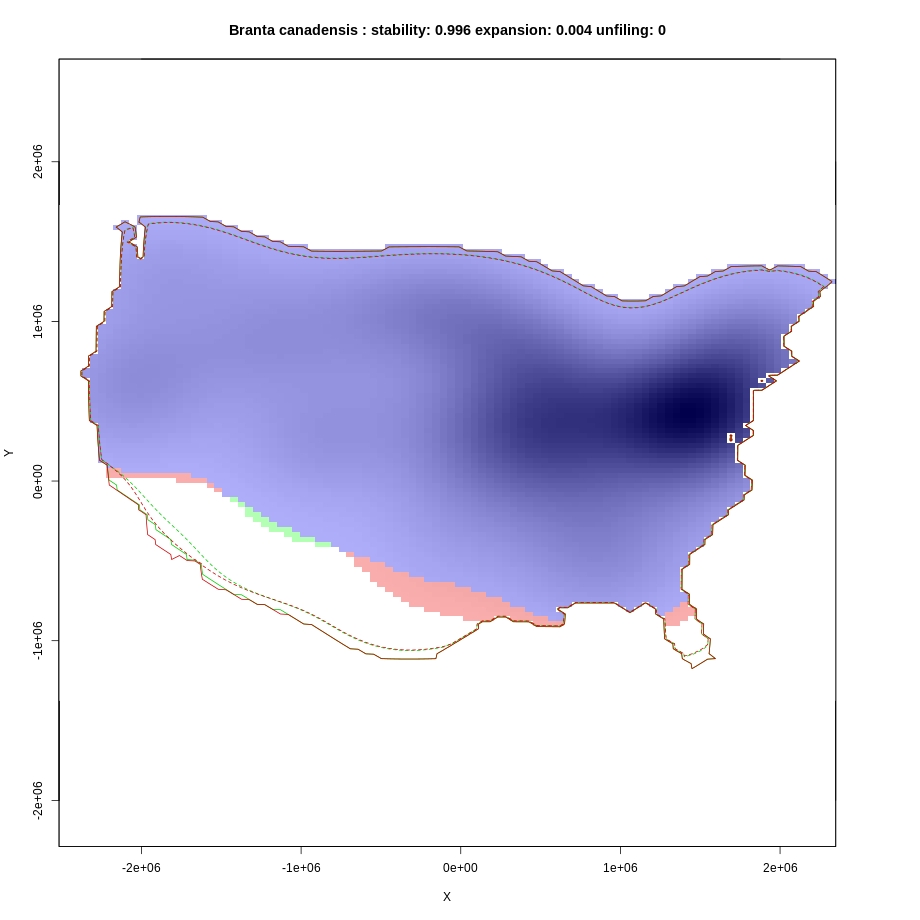 Branta canadensis : stability: 0.996 expansion: 0.004 unfiling: 0
2e+06
1e+06
0e+00
-1e+06
-2e+06
Y
-2e+06 -1e+06 0e+00 1e+06 2e+06
X